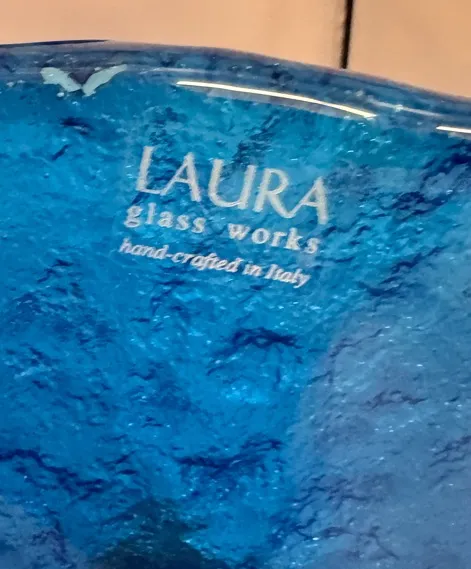 LAURA
glass works
hand-crafted in Italy